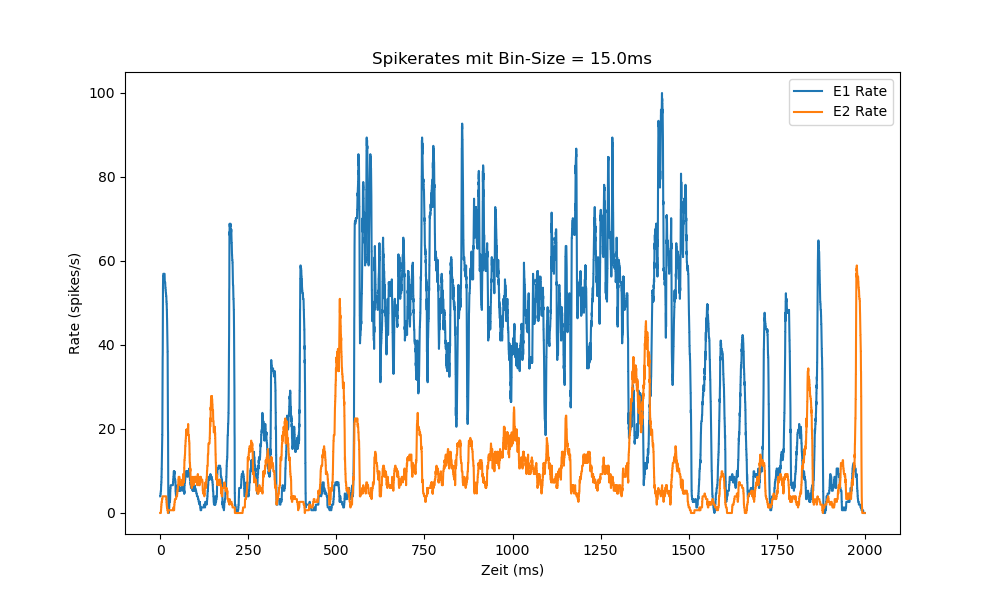 Spikerates mit Bin-Size = 15.0ms
E1 Rate
E2 Rate
Rate (spikes/s)
100
80
60
40
20
0
0 250 500 750 1000 1250 1500 1750 2000
Zeit (ms)